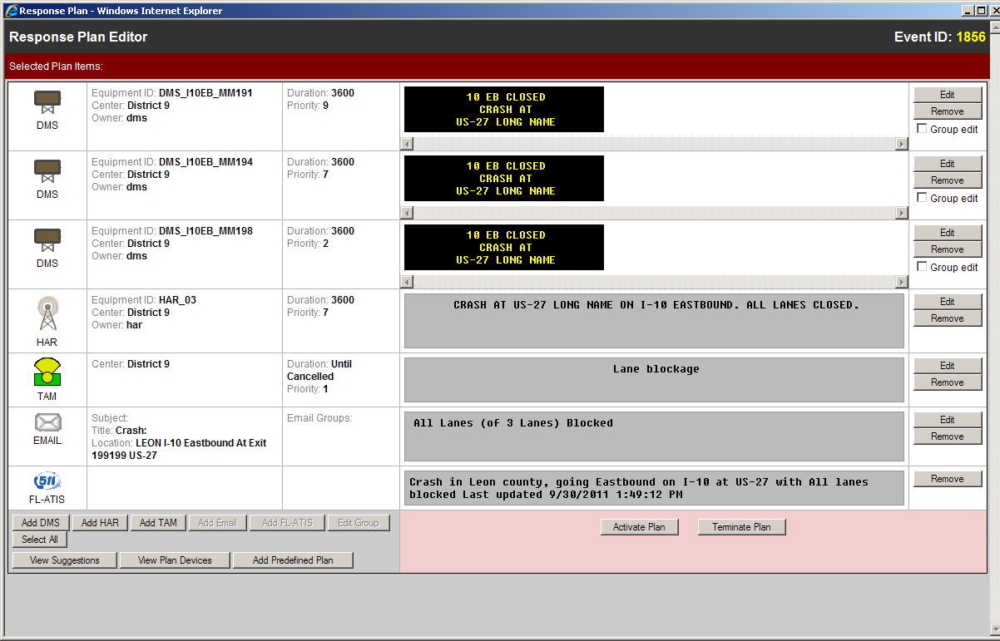 Response Plan - Windows Internet Explorer
Response Plan Editor
Event ID: 1856
Selected Plan Items:
DMS
Equipment ID: DMS_I10EB_MM191
Center: District 9
Owner: dms
Duration: 3600
Priority: 9
10 EB CLOSED
CRASH AT
US-27 LONG NAME
Edit
Remove
Group edit
DMS
Equipment ID: DMS_I10EB_MM194
Center: District 9
Owner: dms
Duration: 3600
Priority: 7
10 EB CLOSED
CRASH AT
US-27 LONG NAME
Edit
Remove
Group edit
DMS
Equipment ID: DMS_I10EB_MM198
Center: District 9
Owner: dms
Duration: 3600
Priority: 2
10 EB CLOSED
CRASH AT
US-27 LONG NAME
Edit
Remove
Group edit
HAR
Equipment ID: HAR_03
Center: District 9
Owner: har
Duration: 3600
Priority: 7
CRASH AT US-27 LONG NAME ON I-10 EASTBOUND. ALL LANES CLOSED.
Edit
Remove
TAM
Center: District 9
Duration: Until
Cancelled
Priority: 1
Lane blockage
Edit
Remove
EMAIL
Subject:
Title: Crash:
Location: LEON I-10 Eastbound At Exit
199199 US-27
Email Groups:
All Lanes (of 3 Lanes) Blocked
Edit
Remove
511
FL-ATIS
Crash in Leon county, going Eastbound on I-10 at US-27 with All lanes
blocked Last updated 9/30/2011 1:49:12 PM
Remove
Add DMS Add HAR Add TAM Add Email Add FL-ATIS Edit Group
Select All
View Suggestions View Plan Devices Add Predefined Plan
Activate Plan Terminate Plan